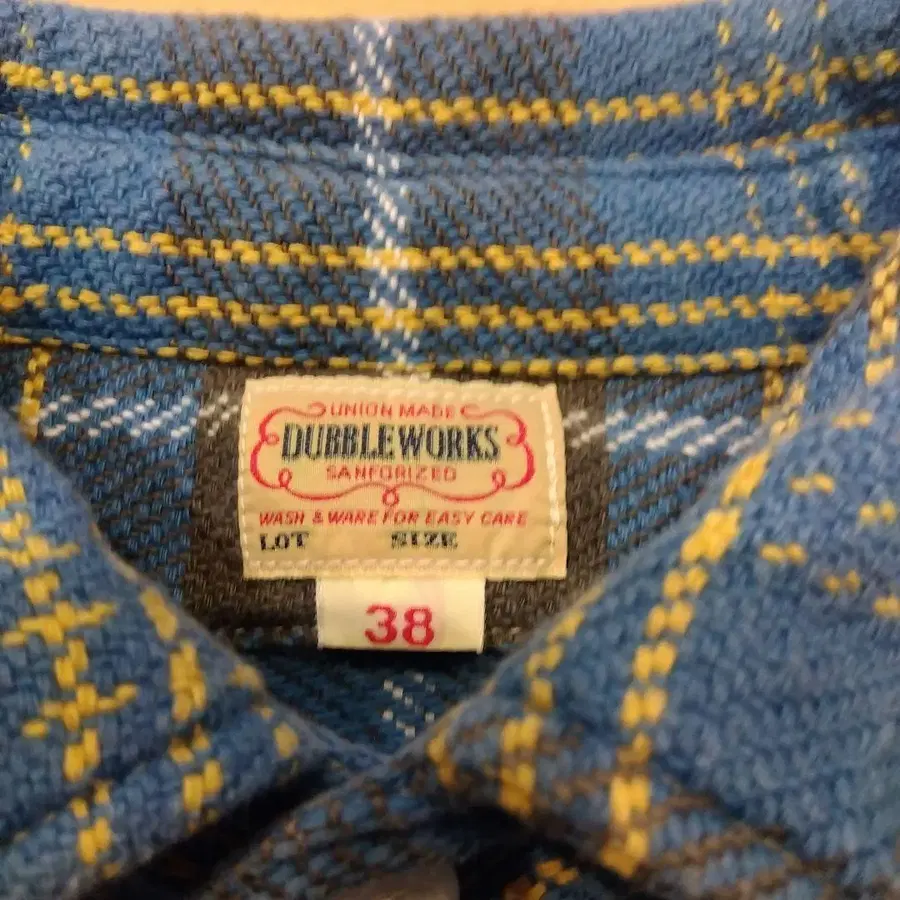 UNION MADE
DUBBLEWORKS
SANFORIZED
WASH & WARE FOR EASY CARE
LOT SIZE
38